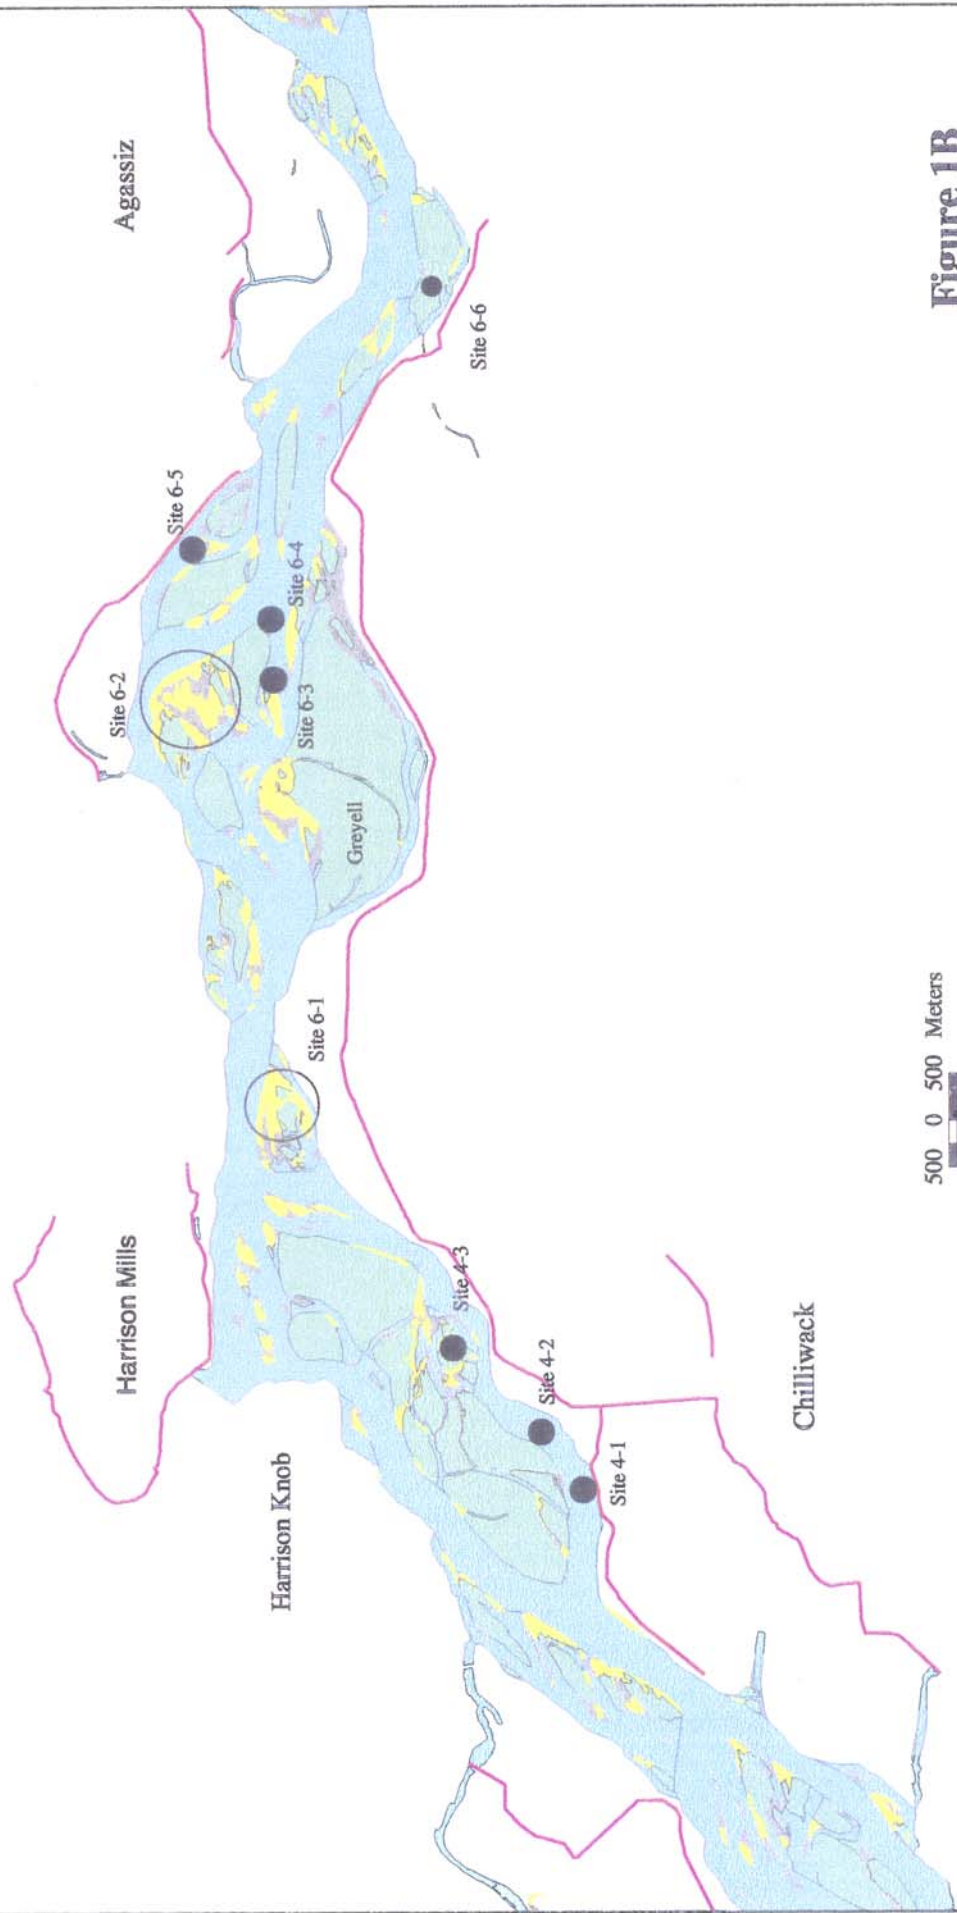 Agassiz
Site 6-6
Site 6-5
Site 6-4
Site 6-2
Site 6-3
Greyell
Site 6-1
Harrison Mills
Site 4-3
Site 4-2
Harrison Knob
Site 4-1
Chilliwack
500 0 500 Meters
Figure 1B